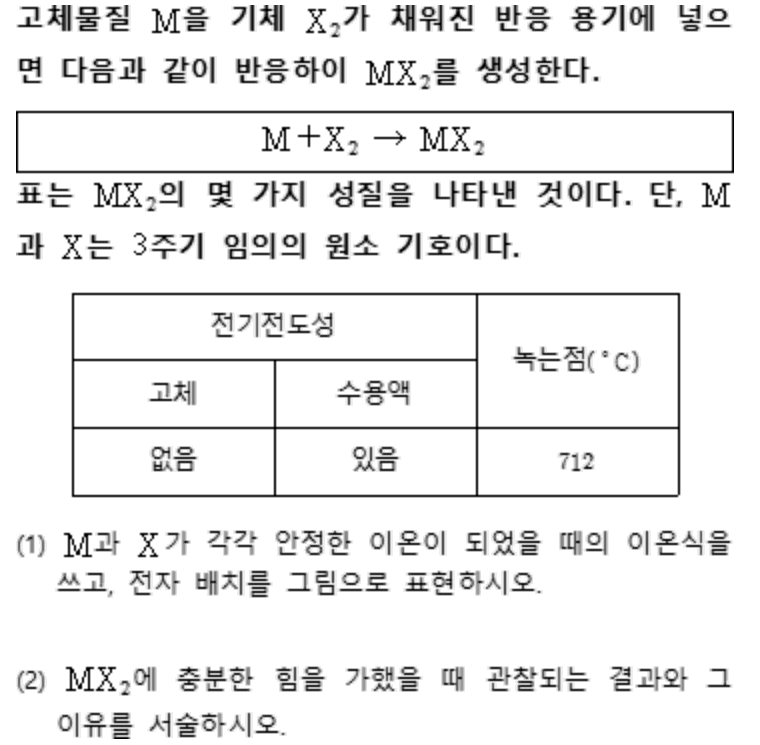 고체물질 M을 기체 X₂가 채워진 반응 용기에 넣으
면 다음과 같이 반응하이 MX₂를 생성한다.
M+X₂ → MX₂
표는 MX₂의 몇 가지 성질을 나타낸 것이다. 단, M
과 X는 3주기 임의의 원소 기호이다.
전기전도성
녹는점(°C)
고체 수용액
없음 있음 712
(1) M과 X가 각각 안정한 이온이 되었을 때의 이온식을
쓰고, 전자 배치를 그림으로 표현하시오.
(2) MX₂에 충분한 힘을 가했을 때 관찰되는 결과와 그
이유를 서술하시오.